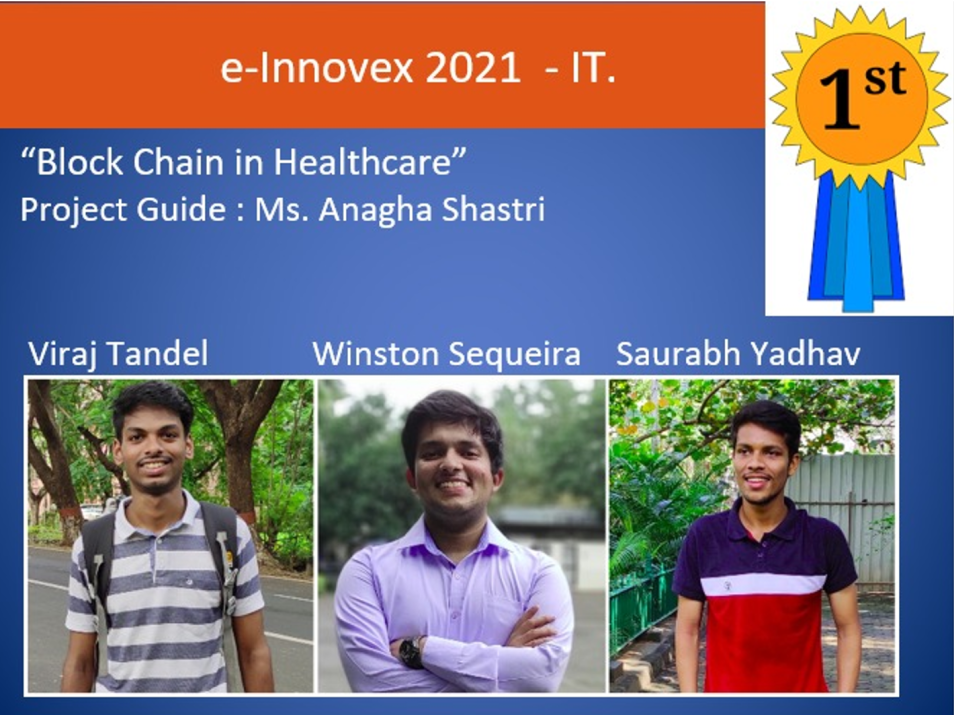 e-Innovex 2021 - IT.
1st
“Block Chain in Healthcare”
Project Guide : Ms. Anagha Shastri
Viraj Tandel
Winston Sequeira
Saurabh Yadhav